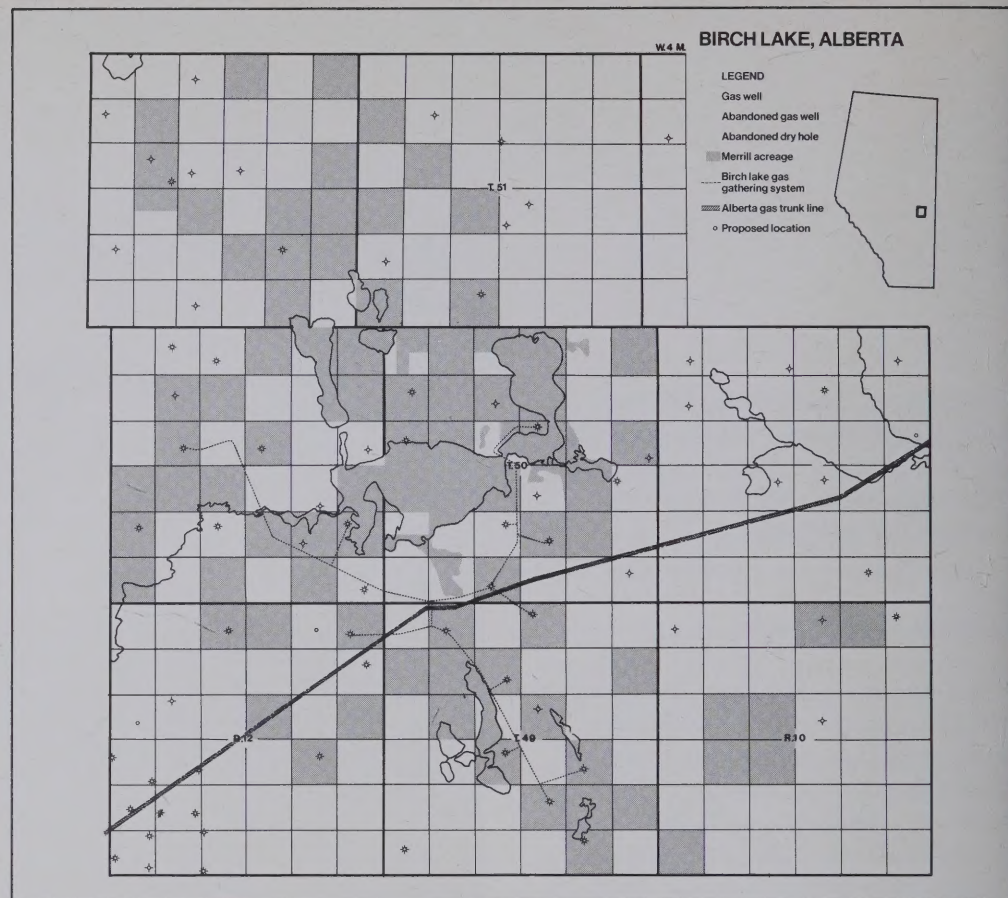 BIRCH LAKE, ALBERTA
W.4 M.
LEGEND
Gas well
Abandoned gas well
Abandoned dry hole
Merrill acreage
Birch lake gas
gathering system
Alberta gas trunk line
Proposed location
T. 51
T. 50
R.12
T. 49
R.10